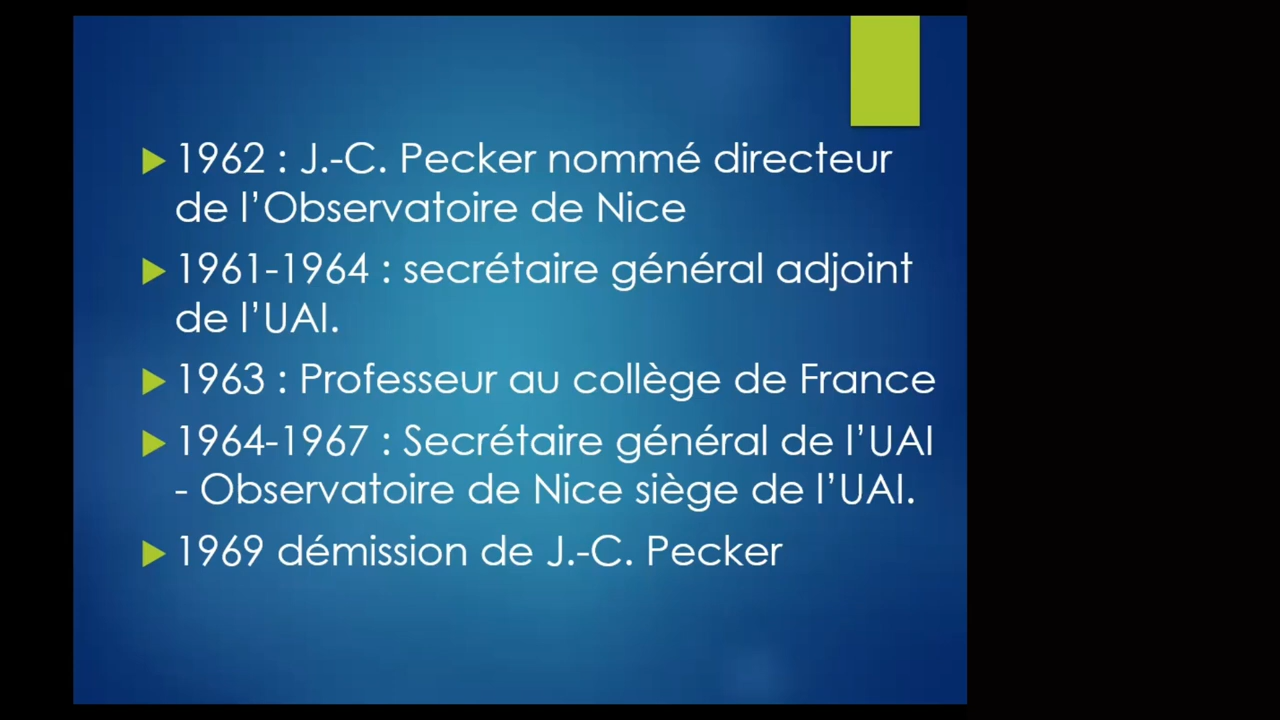 1962 : J.-C. Pecker nommé directeur
de l’Observatoire de Nice
1961-1964 : secrétaire général adjoint
de l’UAI.
1963 : Professeur au collège de France
1964-1967 : Secrétaire général de l’UAI
- Observatoire de Nice siège de l’UAI.
1969 démission de J.-C. Pecker